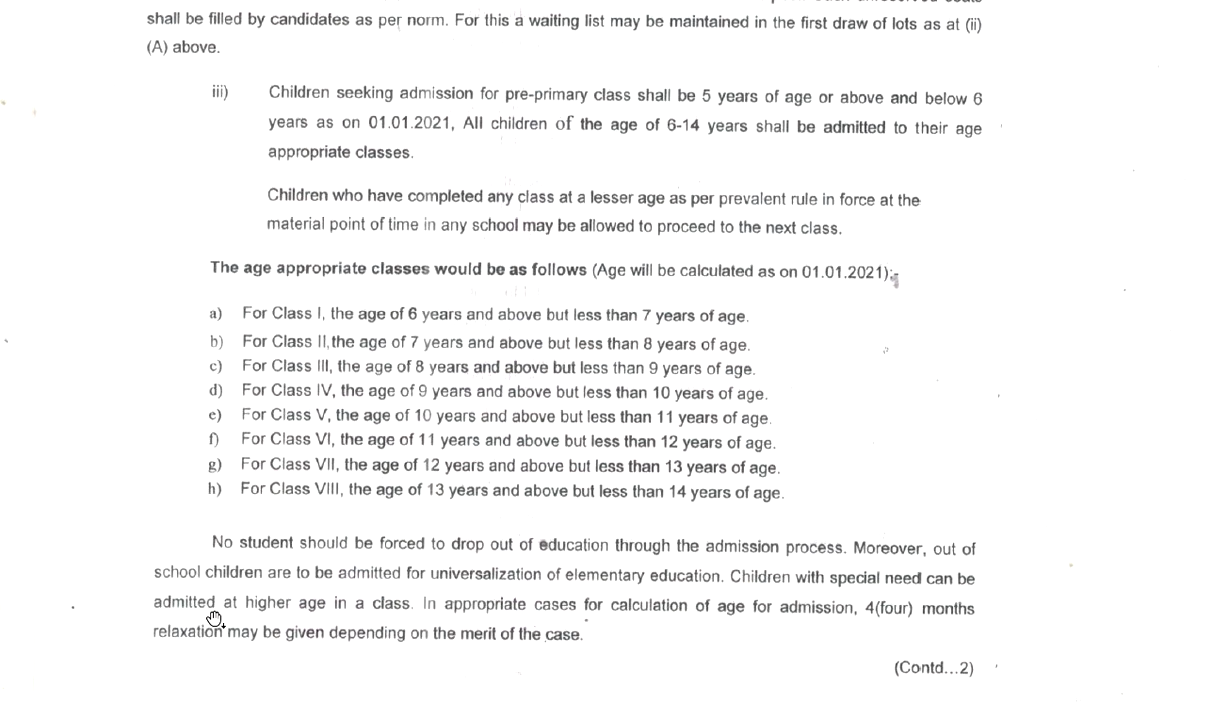 shall be filled by candidates as per norm. For this a waiting list may be maintained in the first draw of lots as at (ii)
(A) above.
iii) Children seeking admission for pre-primary class shall be 5 years of age or above and below 6
years as on 01.01.2021, All children of the age of 6-14 years shall be admitted to their age
appropriate classes.
Children who have completed any class at a lesser age as per prevalent rule in force at the
material point of time in any school may be allowed to proceed to the next class.
The age appropriate classes would be as follows (Age will be calculated as on 01.01.2021):-
a) For Class I, the age of 6 years and above but less than 7 years of age.
b) For Class II,the age of 7 years and above but less than 8 years of age.
c) For Class III, the age of 8 years and above but less than 9 years of age.
d) For Class IV, the age of 9 years and above but less than 10 years of age.
e) For Class V, the age of 10 years and above but less than 11 years of age.
f) For Class VI, the age of 11 years and above but less than 12 years of age.
g) For Class VII, the age of 12 years and above but less than 13 years of age.
h) For Class VIII, the age of 13 years and above but less than 14 years of age.
No student should be forced to drop out of education through the admission process. Moreover, out of
school children are to be admitted for universalization of elementary education. Children with special need can be
admitted at higher age in a class. In appropriate cases for calculation of age for admission, 4(four) months
relaxation may be given depending on the merit of the case.
(Contd...2)